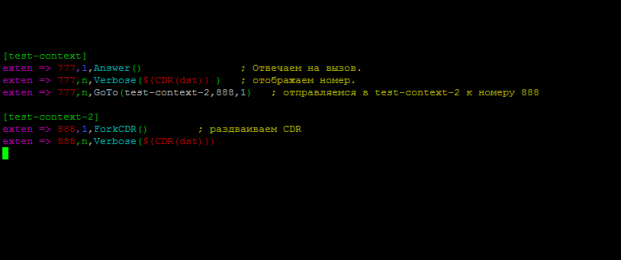 [test-context]
exten => 777,1,Answer() ; Отвечаем на вызов.
exten => 777,n,Verbose(${CDR(dst)} ) ; отображаем номер.
exten => 777,n,GoTo(test-context-2,888,1) ; отправляемся в test-context-2 к номеру 888
[test-context-2]
exten => 888,1,ForkCDR() ; раздваиваем CDR
exten => 888,n,Verbose(${CDR(dst)})